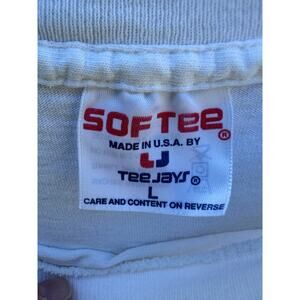 SOFTEE®
MADE IN U.S.A. BY
TEEJAYS®
L
CARE AND CONTENT ON REVERSE